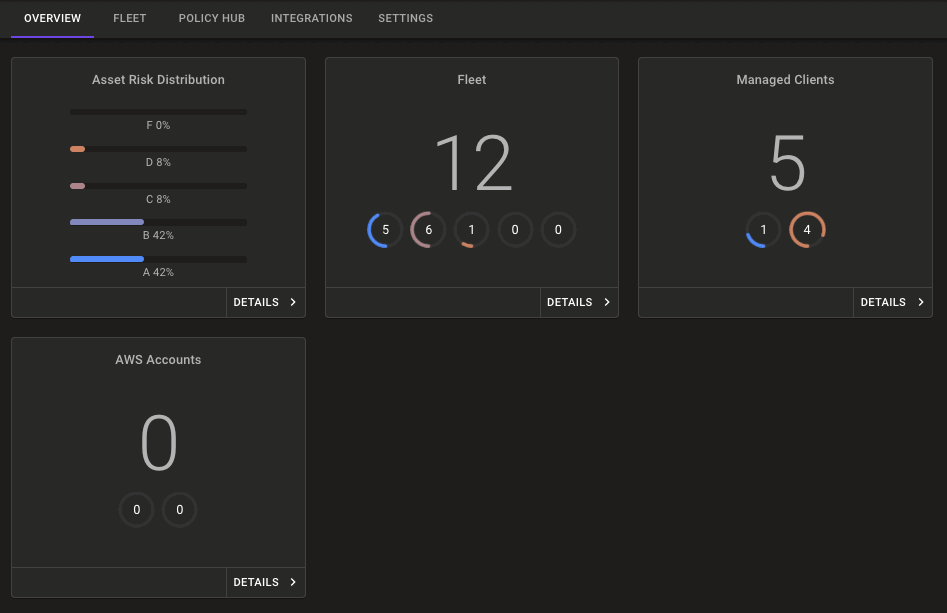 OVERVIEW FLEET POLICY HUB INTEGRATIONS SETTINGS
Asset Risk Distribution
F 0%
D 8%
C 8%
B 42%
A 42%
DETAILS
Fleet
12
5 6 1 0 0
DETAILS
Managed Clients
5
1 4
DETAILS
AWS Accounts
0
0 0
DETAILS